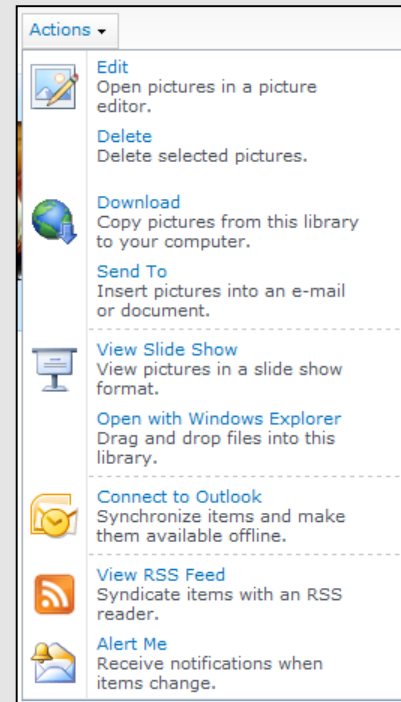 Actions
Edit
Open pictures in a picture
editor.
Delete
Delete selected pictures.
Download
Copy pictures from this library
to your computer.
Send To
Insert pictures into an e-mail
or document.
View Slide Show
View pictures in a slide show
format.
Open with Windows Explorer
Drag and drop files into this
library.
Connect to Outlook
Synchronize items and make
them available offline.
View RSS Feed
Syndicate items with an RSS
reader.
Alert Me
Receive notifications when
items change.